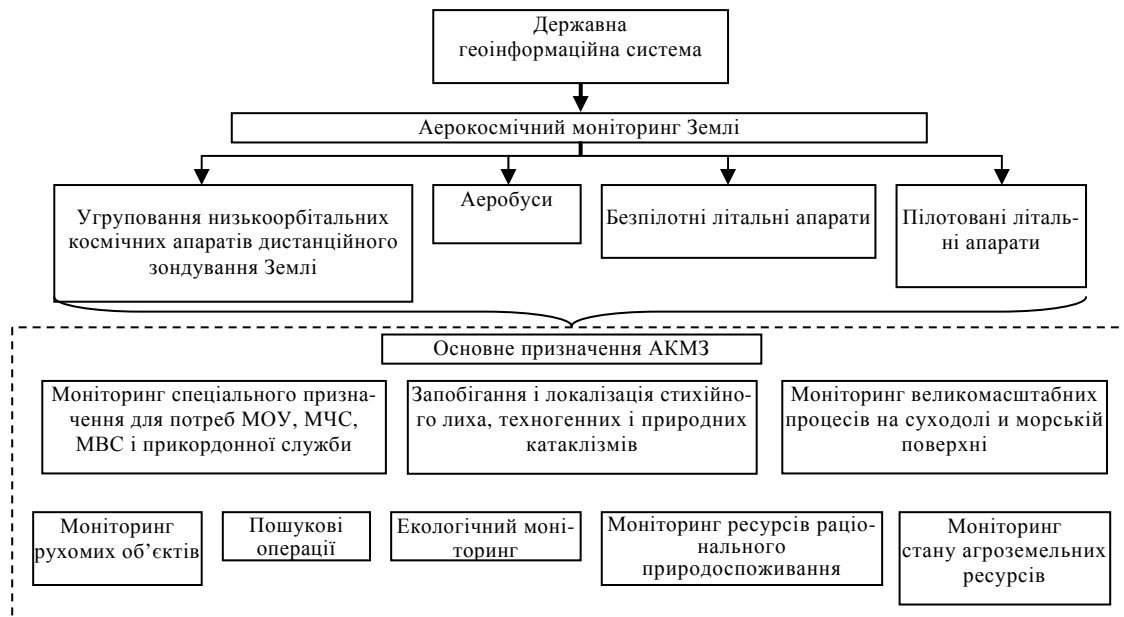 Державна
геоінформаційна система
Аерокосмічний моніторинг Землі
Угруповання низькоорбітальних
космічних апаратів дистанційного
зондування Землі
Аеробуси
Безпілотні літальні апарати
Пілотовані літаль-
ні апарати
Основне призначення АКМЗ
Моніторинг спеціального призна-
чення для потреб МОУ, МЧС,
МВС і прикордонної служби
Запобігання і локалізація стихійно-
го лиха, техногенних і природних
катаклізмів
Моніторинг великомасштабних
процесів на суходолі и морській
поверхні
Моніторинг
рухомих об’єктів
Пошукові
операції
Екологічний моні-
торинг
Моніторинг ресурсів раціо-
нального
природоспоживання
Моніторинг
стану агроземельних
ресурсів